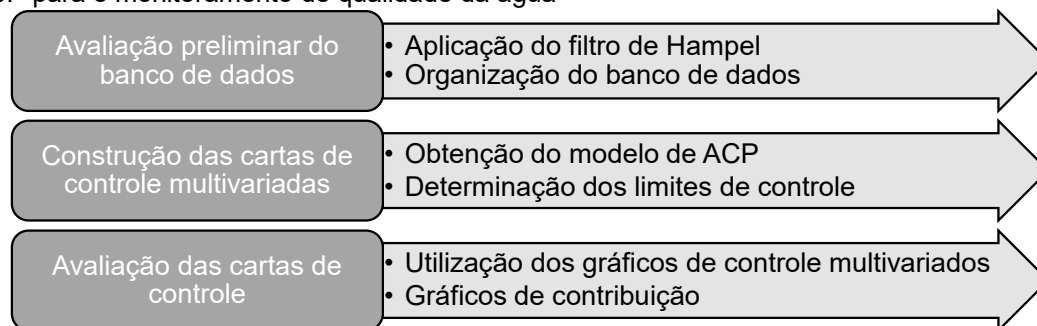 para o monitoramento de qualidade da água
Avaliação preliminar do
banco de dados
• Aplicação do filtro de Hampel
• Organização do banco de dados
Construção das cartas de
controle multivariadas
• Obtenção do modelo de ACP
• Determinação dos limites de controle
Avaliação das cartas de
controle
• Utilização dos gráficos de controle multivariados
• Gráficos de contribuição